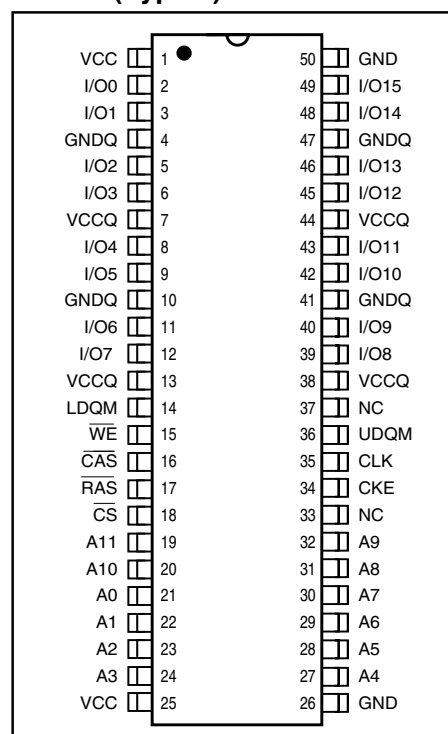 VCC 1 50 GND
I/O0 2 49 I/O15
I/O1 3 48 I/O14
GNDQ 4 47 GNDQ
I/O2 5 46 I/O13
I/O3 6 45 I/O12
VCCQ 7 44 VCCQ
I/O4 8 43 I/O11
I/O5 9 42 I/O10
GNDQ 10 41 GNDQ
I/O6 11 40 I/O9
I/O7 12 39 I/O8
VCCQ 13 38 VCCQ
LDQM 14 37 NC
W̅E̅ 15 36 UDQM
C̅A̅S̅ 16 35 CLK
R̅A̅S̅ 17 34 CKE
C̅S̅ 18 33 NC
A11 19 32 A9
A10 20 31 A8
A0 21 30 A7
A1 22 29 A6
A2 23 28 A5
A3 24 27 A4
VCC 25 26 GND